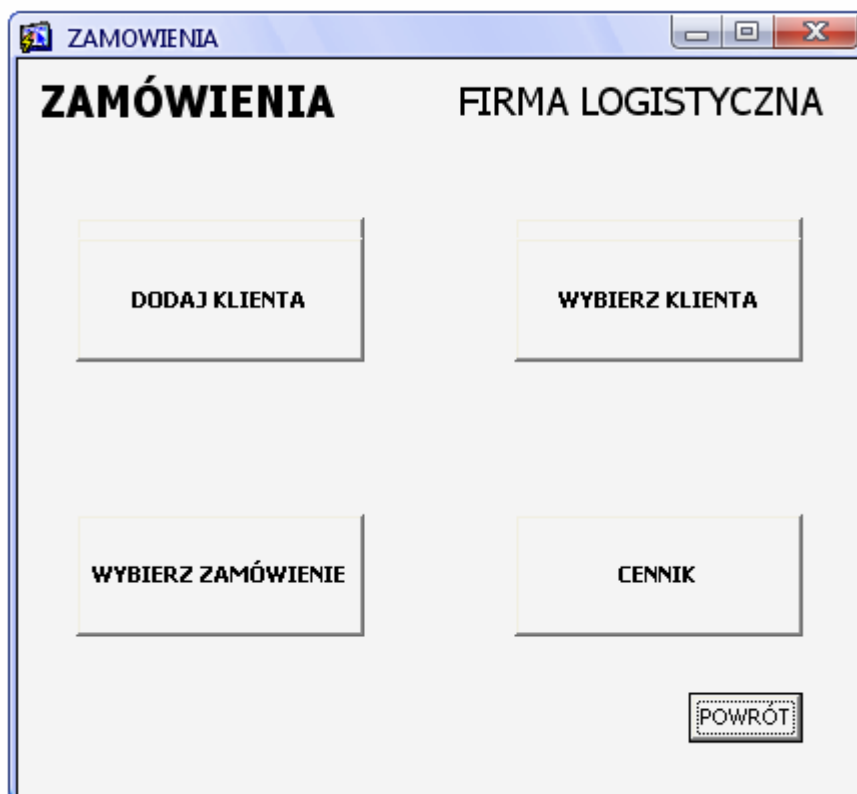 ZAMOWIENIA
ZAMÓWIENIA FIRMA LOGISTYCZNA
DODAJ KLIENTA WYBIERZ KLIENTA
WYBIERZ ZAMÓWIENIE CENNIK
POWRÓT